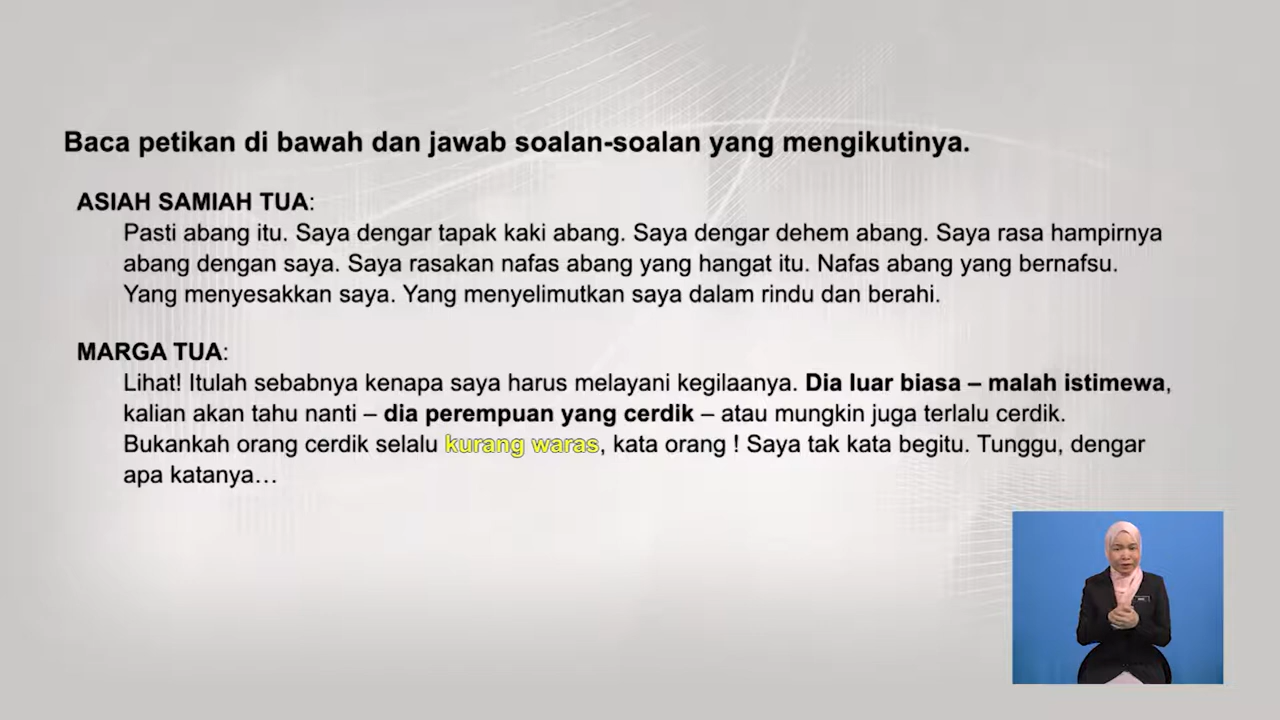 Baca petikan di bawah dan jawab soalan-soalan yang mengikutinya.
ASIAH SAMIAH TUA:
Pasti abang itu. Saya dengar tapak kaki abang. Saya dengar dehem abang. Saya rasa hampirnya
abang dengan saya. Saya rasakan nafas abang yang hangat itu. Nafas abang yang bernafsu.
Yang menyesakkan saya. Yang menyelimutkan saya dalam rindu dan berahi.
MARGA TUA:
Lihat! Itulah sebabnya kenapa saya harus melayani kegilaanya. Dia luar biasa – malah istimewa,
kalian akan tahu nanti – dia perempuan yang cerdik – atau mungkin juga terlalu cerdik.
Bukankah orang cerdik selalu kurang waras, kata orang ! Saya tak kata begitu. Tunggu, dengar
apa katanya…